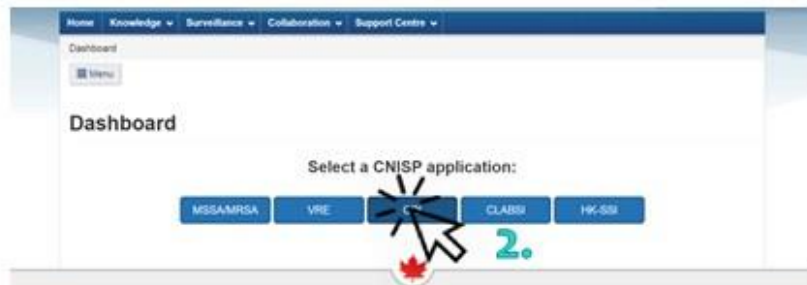 Home Knowledge Surveillance Collaboration Support Centre
Dashboard
Menu
Dashboard
Select a CNISP application:
MSSA/MRSA VRE CLABSI HK-SSI
2.